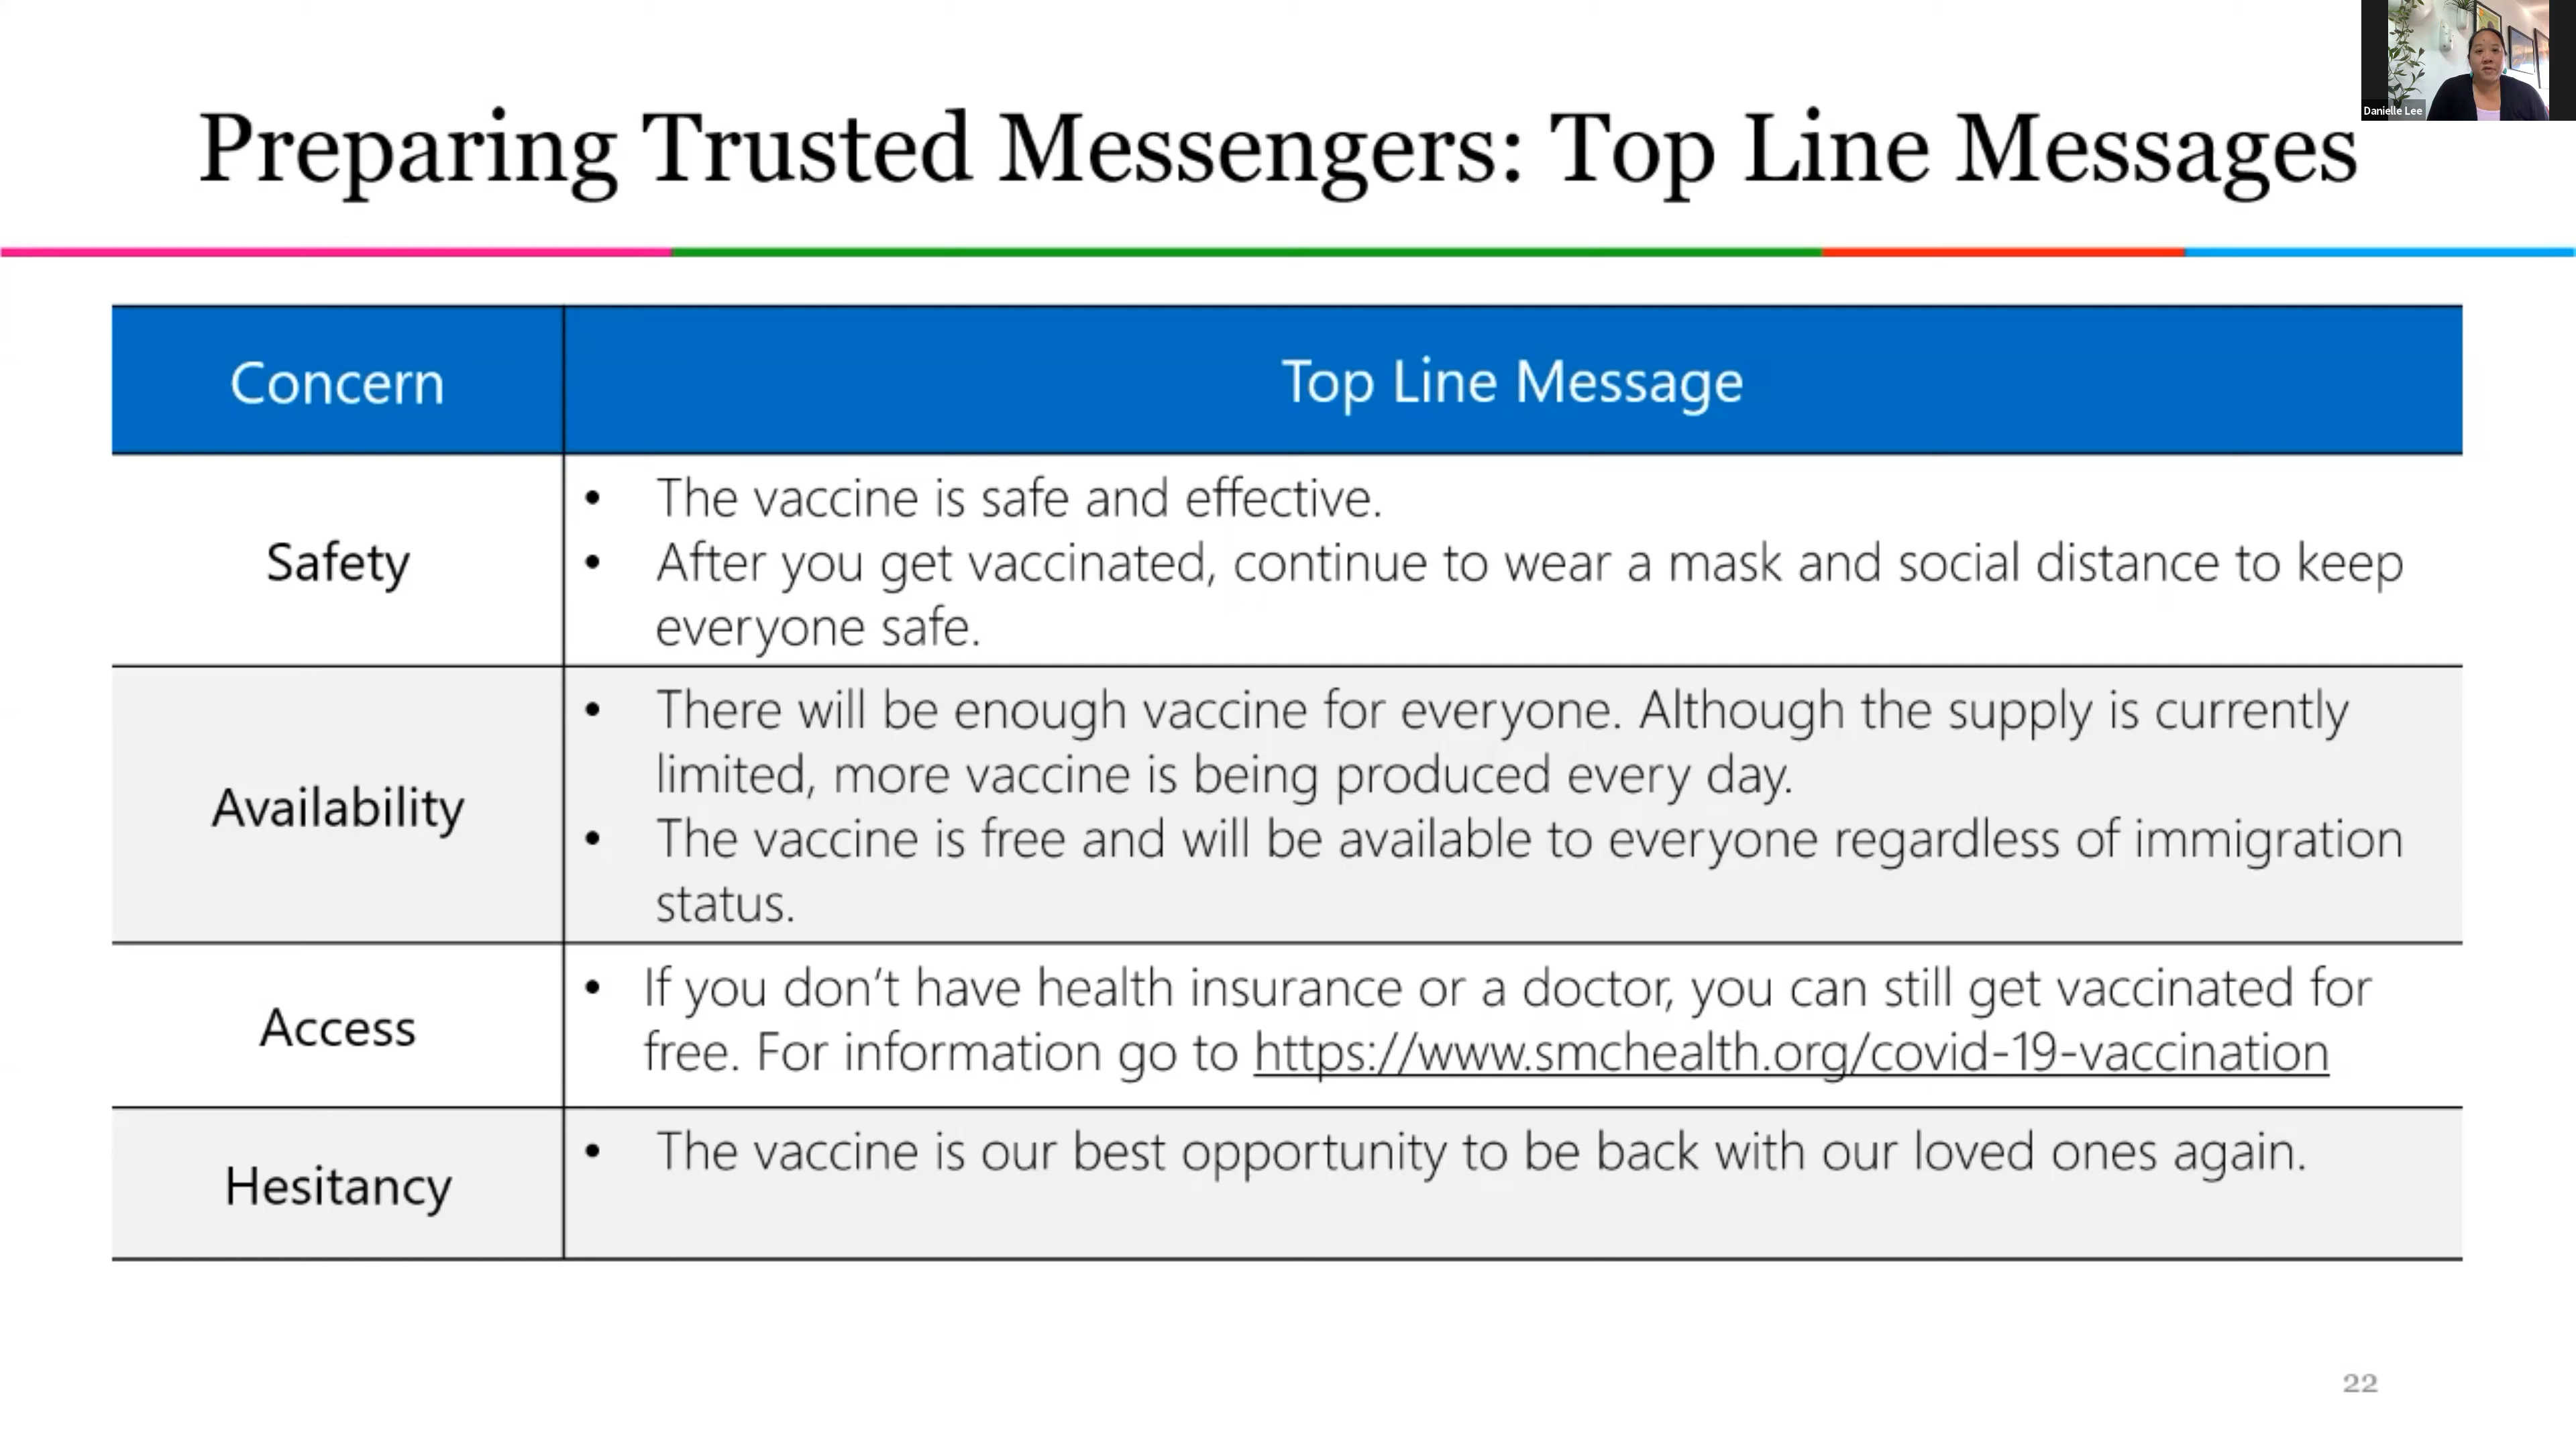 Danielle Lee
Preparing Trusted Messengers: Top Line Messages
Concern
Top Line Message
Safety
• The vaccine is safe and effective.
• After you get vaccinated, continue to wear a mask and social distance to keep
everyone safe.
Availability
• There will be enough vaccine for everyone. Although the supply is currently
limited, more vaccine is being produced every day.
• The vaccine is free and will be available to everyone regardless of immigration
status.
Access
• If you don't have health insurance or a doctor, you can still get vaccinated for
free. For information go to https://www.smchealth.org/covid-19-vaccination
Hesitancy
• The vaccine is our best opportunity to be back with our loved ones again.
22